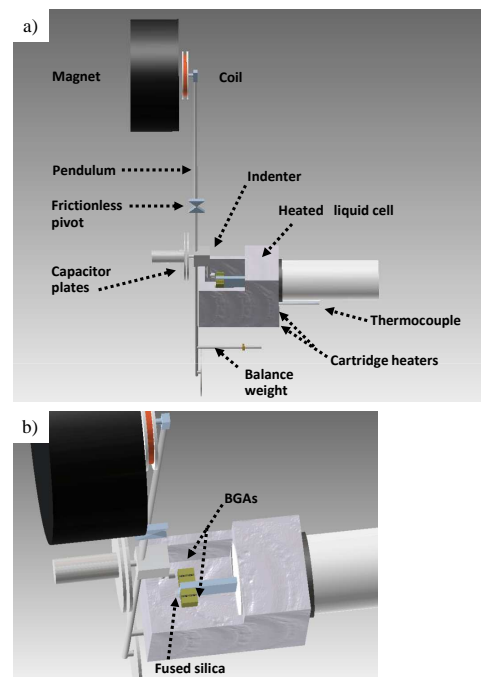 a)
Magnet
Coil
Pendulum
Indenter
Frictionless
pivot
Heated liquid cell
Capacitor
plates
Thermocouple
Cartridge heaters
Balance
weight
b)
BGAs
Fused silica